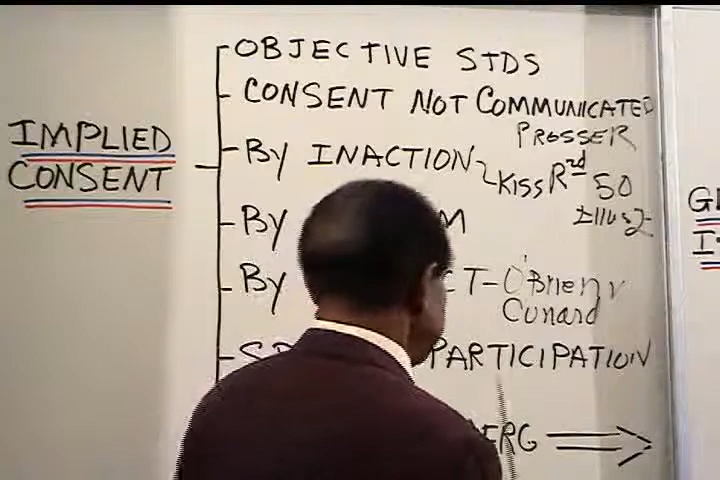 IMPLIED
CONSENT
OBJECTIVE STDS
CONSENT NOT COMMUNICATED
PROSSER
By INACTION
KISS R 2d 50
Illus 2
By M
By CT- O'Brien v
Cunard
SP PARTICIPATION
ERG